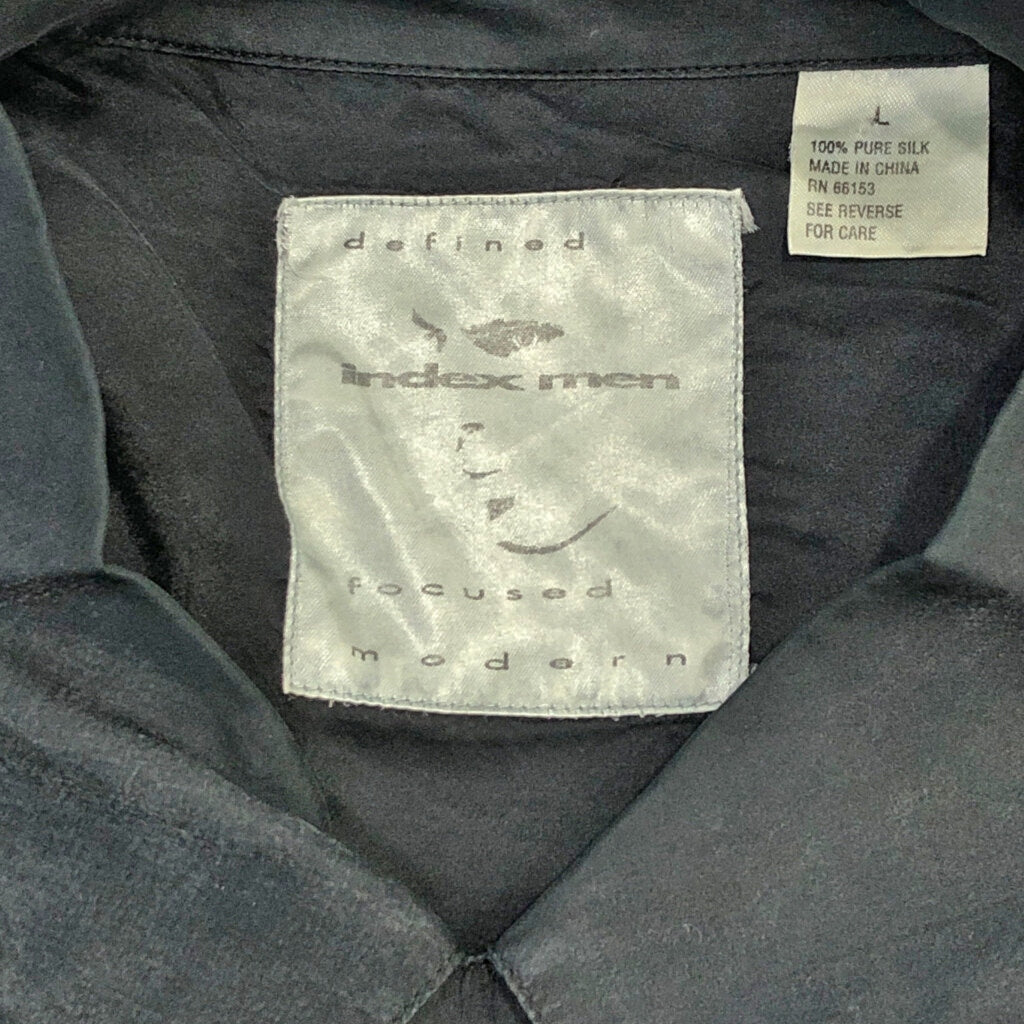 defined
index men
focused
modern
L
100% PURE SILK
MADE IN CHINA
RN 66153
SEE REVERSE
FOR CARE